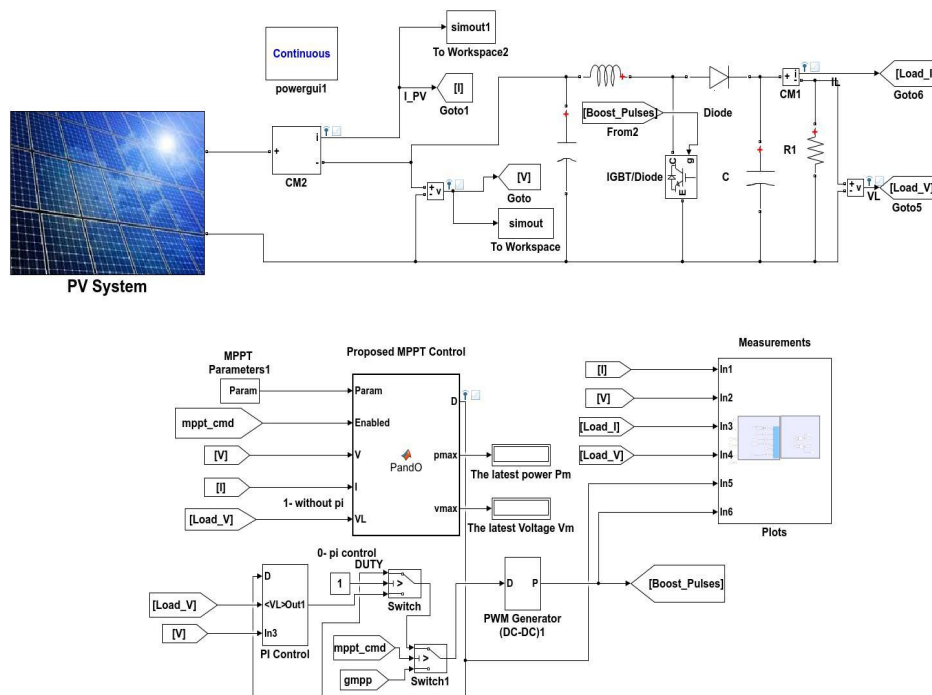 simout1
To Workspace2
Continuous
powergui1
I_PV
[I]
Goto1
i
+
-
CM2
+
-
v
[V]
Goto
simout
To Workspace
PV System
[Boost_Pulses]
From2
Diode
C
g
E
IGBT/Diode
C
+
i
-
CM1
IL
R1
[Load_I]
Goto6
+
-
v
VL
[Load_V]
Goto5
MPPT
Parameters1
Param
mppt_cmd
[V]
[I]
[Load_V]
Proposed MPPT Control
Param
Enabled
V
I
VL
PandO
D
pmax
vmax
1- without pi
The latest power Pm
The latest Voltage Vm
Measurements
[I]
[V]
[Load_I]
[Load_V]
In1
In2
In3
In4
In5
In6
Plots
0- pi control
DUTY
1
>
Switch
[Load_V]
[V]
D
<VL>Out1
In3
PI Control
mppt_cmd
gmpp
>
Switch1
D
P
PWM Generator
(DC-DC)1
[Boost_Pulses]